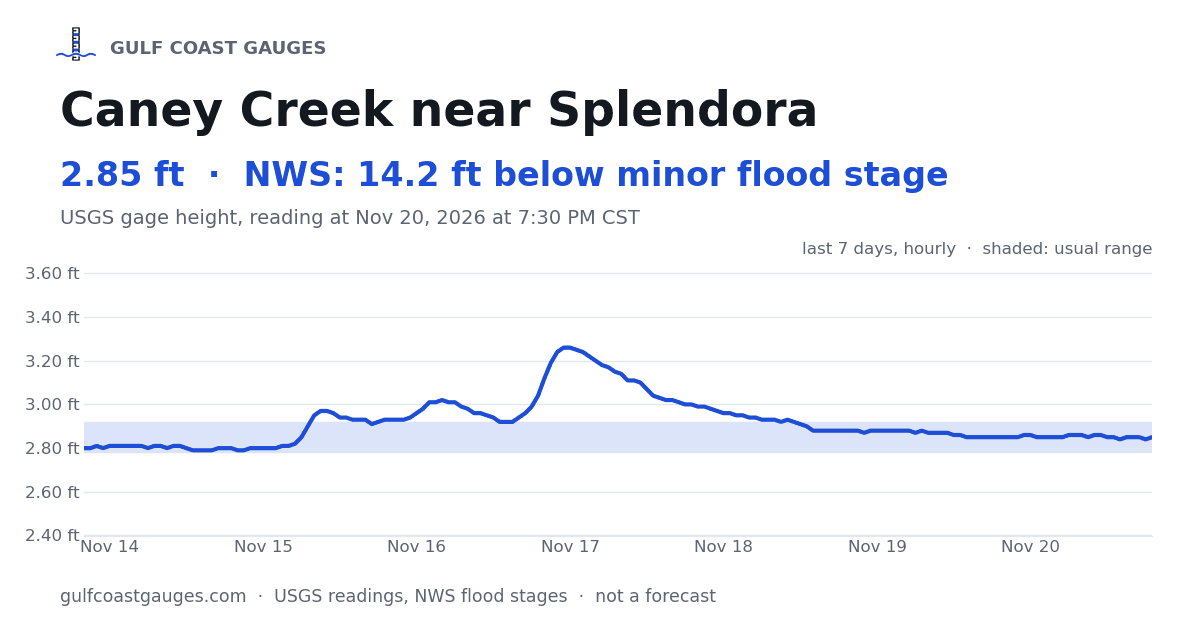 GULF COAST GAUGES
Caney Creek near Splendora
2.85 ft · NWS: 14.2 ft below minor flood stage
USGS gage height, reading at Nov 20, 2026 at 7:30 PM CST
last 7 days, hourly · shaded: usual range
3.60 ft
3.40 ft
3.20 ft
3.00 ft
2.80 ft
2.60 ft
2.40 ft
Nov 14 Nov 15 Nov 16 Nov 17 Nov 18 Nov 19 Nov 20
gulfcoastgauges.com · USGS readings, NWS flood stages · not a forecast